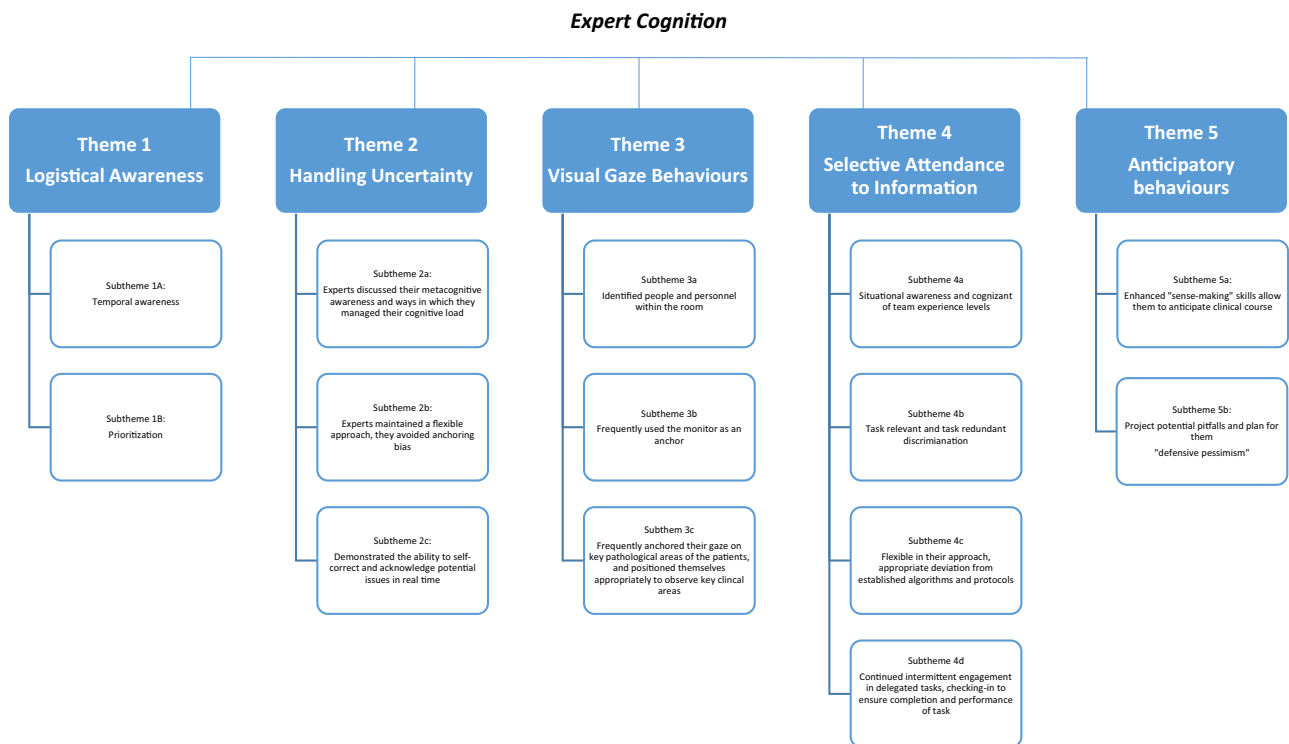 Expert Cognition
Theme 1
Logistical Awareness
Subtheme 1A:
Temporal awareness
Subtheme 1B:
Prioritization
Theme 2
Handling Uncertainty
Subtheme 2a:
Experts discussed their metacognitive
awareness and ways in which they
managed their cognitive load
Subtheme 2b:
Experts maintained a flexible
approach, they avoided anchoring
bias
Subtheme 2c:
Demonstrated the ability to self-
correct and acknowledge potential
issues in real time
Theme 3
Visual Gaze Behaviours
Subtheme 3a
Identified people and personnel
within the room
Subtheme 3b
Frequently used the monitor as an
anchor
Subthem 3c
Frequently anchored their gaze on
key pathological areas of the patients,
and positioned themselves
appropriately to observe key clincal
areas
Theme 4
Selective Attendance
to Information
Subtheme 4a
Situational awareness and cognizant
of team experience levels
Subtheme 4b
Task relevant and task redundant
discrimianation
Subtheme 4c
Flexible in their approach,
appropriate deviation from
established algorithms and protocols
Subtheme 4d
Continued intermittent engagement
in delegated tasks, checking-in to
ensure completion and performance
of task
Theme 5
Anticipatory
behaviours
Subtheme 5a:
Enhanced "sense-making" skills allow
them to anticipate clinical course
Subtheme 5b:
Project potential pitfalls and plan for
them
"defensive pessimism"